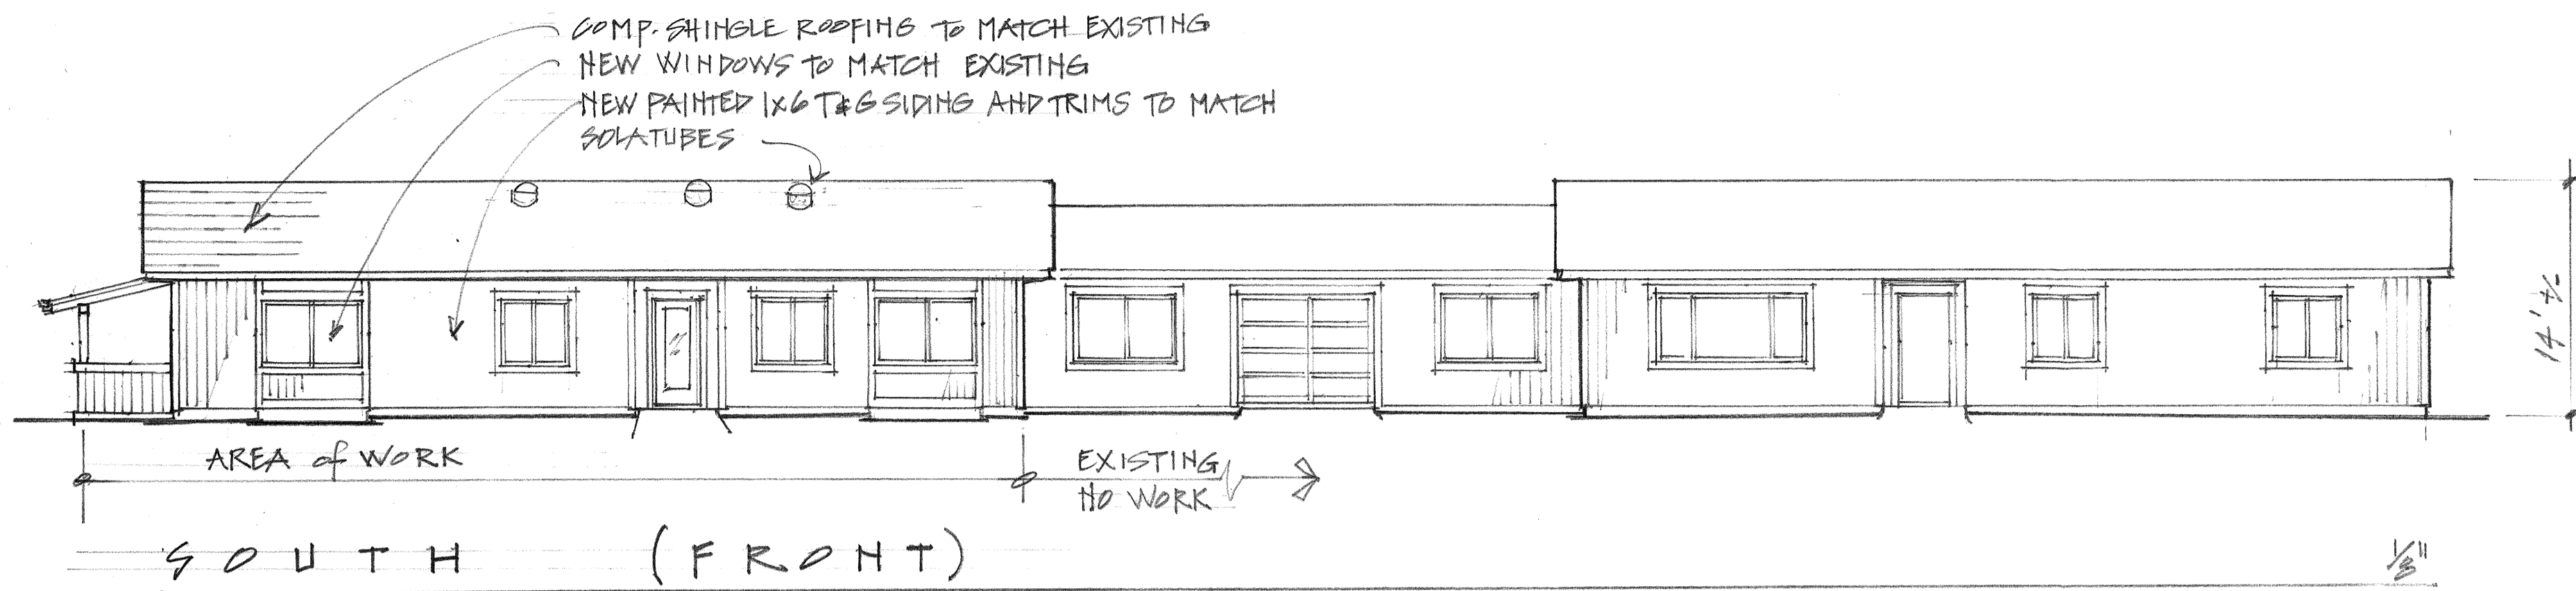 COMP. SHINGLE ROOFING TO MATCH EXISTING
NEW WINDOWS TO MATCH EXISTING
NEW PAINTED 1x6 T&G SIDING AND TRIMS TO MATCH
SOLATUBES
14' +/-
AREA of WORK
EXISTING
NO WORK
SOUTH (FRONT)
1/8"